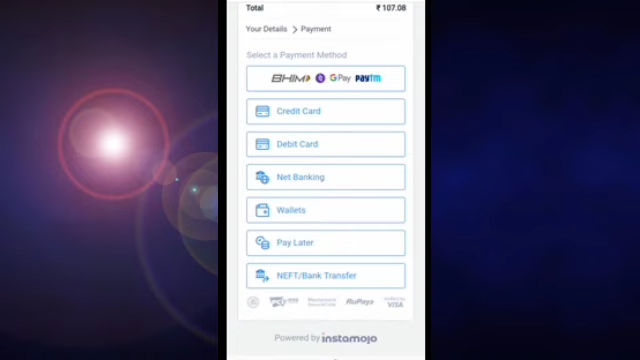 Total ₹ 107.08
Your Details > Payment
Select a Payment Method
BHIM G Pay Paytm
Credit Card
Debit Card
Net Banking
Wallets
Pay Later
NEFT/Bank Transfer
RuPay VISA
Powered by instamojo